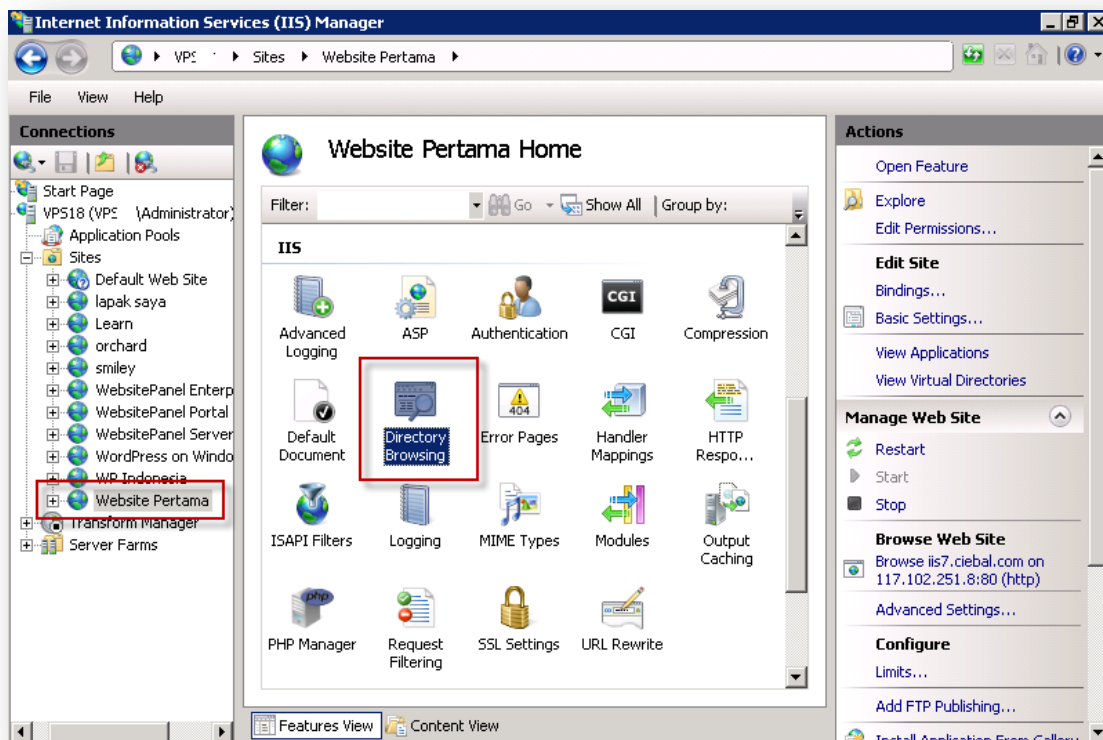 Internet Information Services (IIS) Manager
VPS Sites Website Pertama
File View Help
Connections
Start Page
VPS18 (VPS \Administrator)
Application Pools
Sites
Default Web Site
lapak saya
Learn
orchard
smiley
WebsitePanel Enterp
WebsitePanel Portal
WebsitePanel Server
WordPress on Windo
WP Indonesia
Website Pertama
Transform Manager
Server Farms
Website Pertama Home
Filter: Go Show All Group by:
IIS
Advanced Logging
ASP
Authentication
CGI
CGI
Compression
Default Document
Directory Browsing
404
Error Pages
Handler Mappings
HTTP Respo...
ISAPI Filters
Logging
MIME Types
Modules
Output Caching
php
PHP Manager
Request Filtering
SSL Settings
URL Rewrite
Features View Content View
Actions
Open Feature
Explore
Edit Permissions...
Edit Site
Bindings...
Basic Settings...
View Applications
View Virtual Directories
Manage Web Site
Restart
Start
Stop
Browse Web Site
Browse iis7.ciebal.com on
117.102.251.8:80 (http)
Advanced Settings...
Configure
Limits...
Add FTP Publishing...
Install Application From Gallery